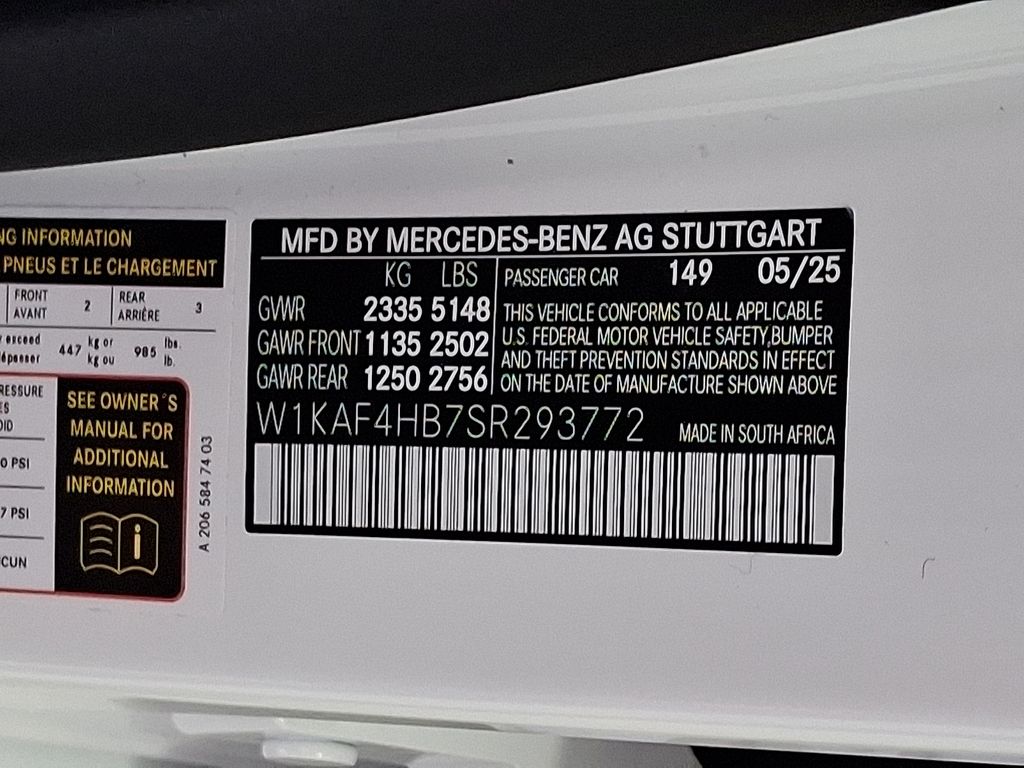 NG INFORMATION
PNEUS ET LE CHARGEMENT
FRONT
AVANT
2
REAR
ARRIÈRE
3
exceed
447
kg or
kg ou
985
lbs.
lb.
SEE OWNER'S
MANUAL FOR
ADDITIONAL
INFORMATION
0 PSI
7 PSI
CUN
A 206 584 74 03
MFD BY MERCEDES-BENZ AG STUTTGART
KG LBS
GVWR 2335 5148
GAWR FRONT 1135 2502
GAWR REAR 1250 2756
PASSENGER CAR 149 05/25
THIS VEHICLE CONFORMS TO ALL APPLICABLE
U.S. FEDERAL MOTOR VEHICLE SAFETY,BUMPER
AND THEFT PREVENTION STANDARDS IN EFFECT
ON THE DATE OF MANUFACTURE SHOWN ABOVE
W1KAF4HB7SR293772
MADE IN SOUTH AFRICA